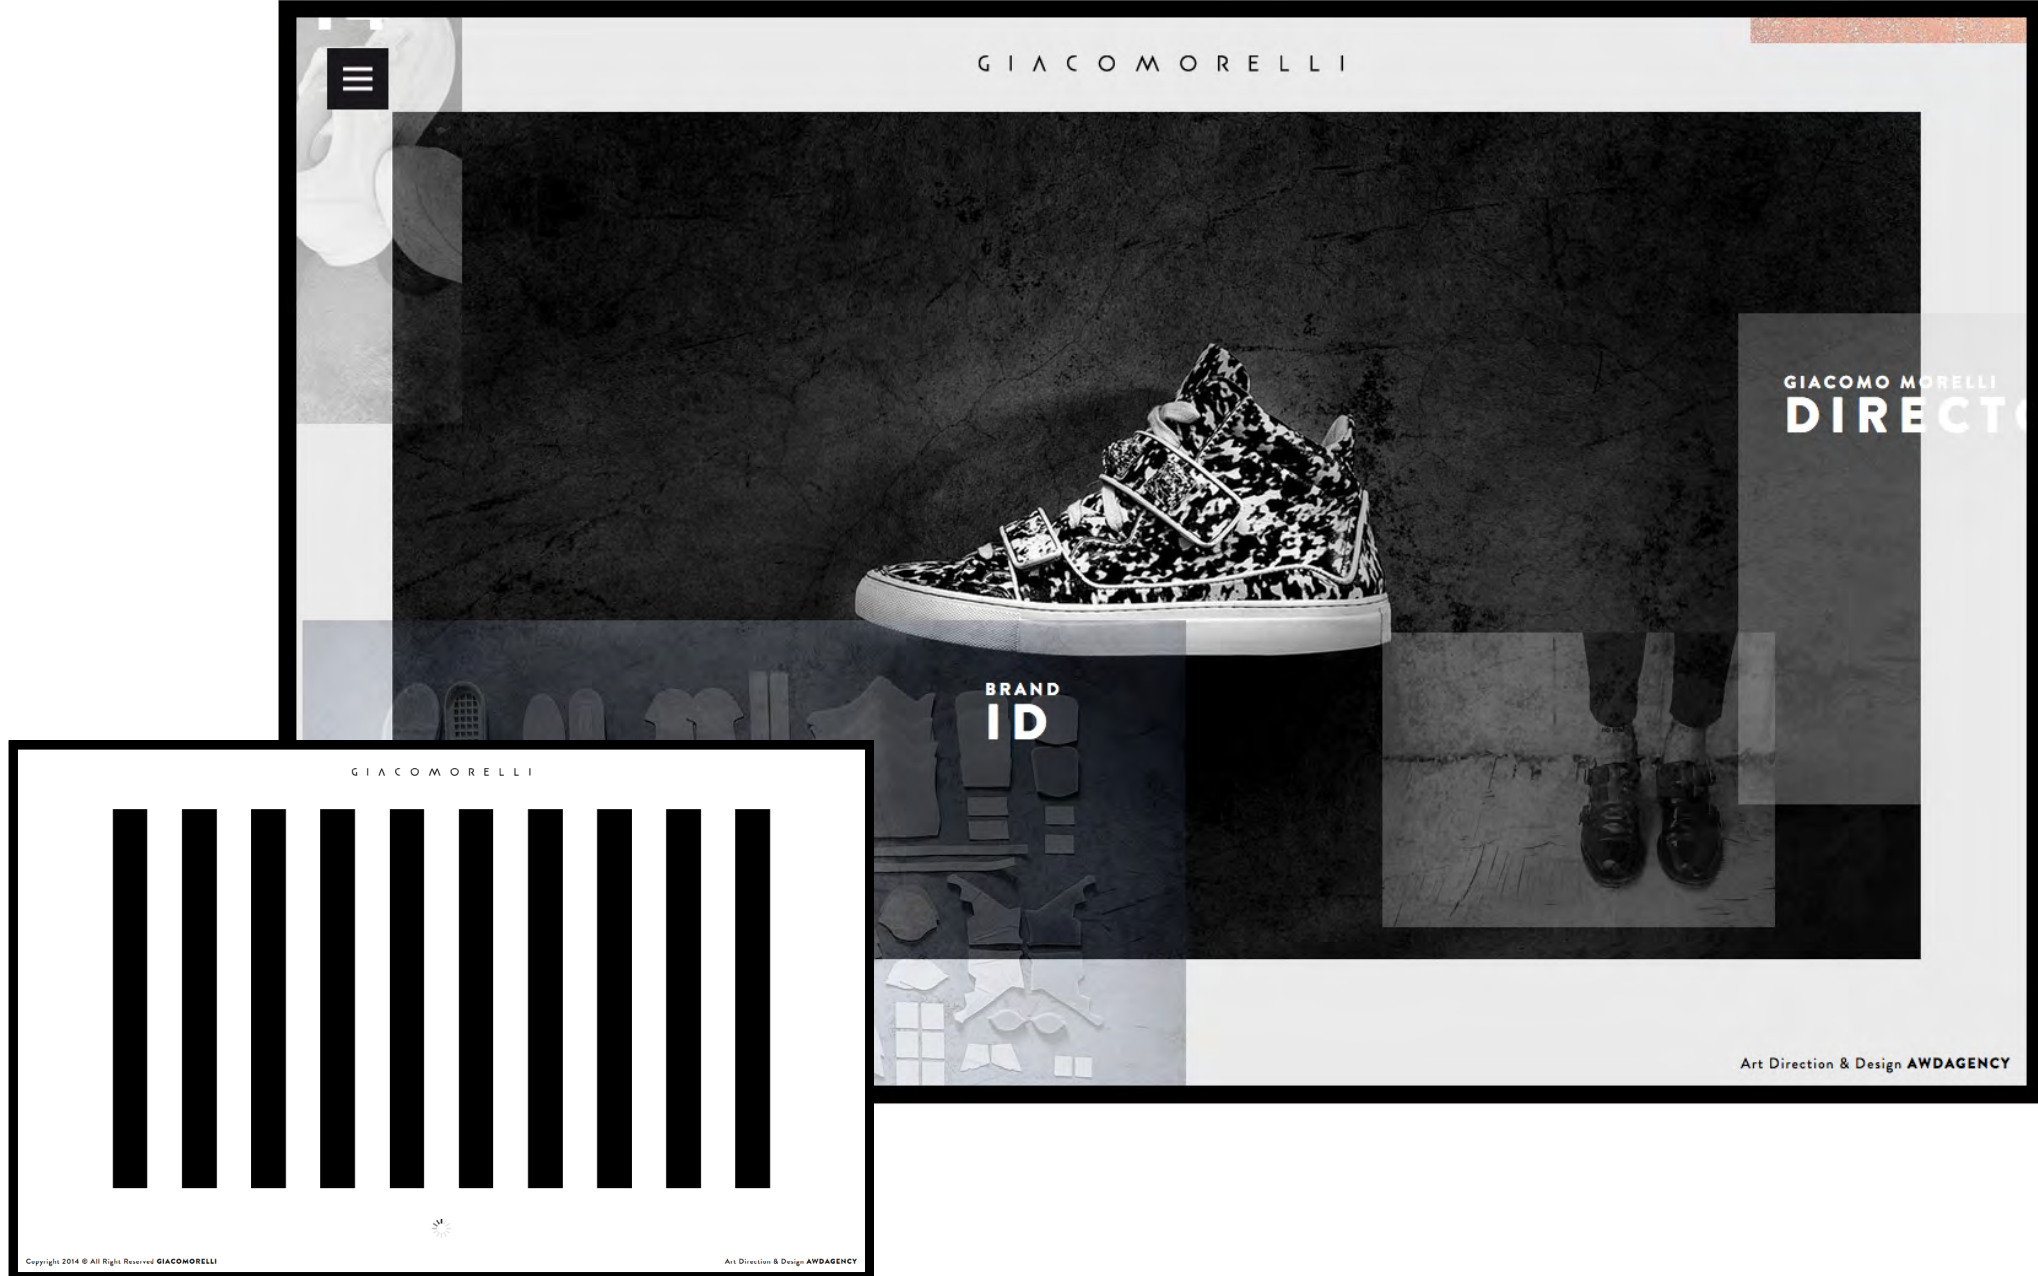 GIACOMORELLI
GIACOMO MORELLI
BRAND
ID
Art Direction & Design AWDAGENCY
GIACOMORELLI
Copyright 2014 © All Right Reserved GIACOMORELLI
Art Direction & Design AWDAGENCY